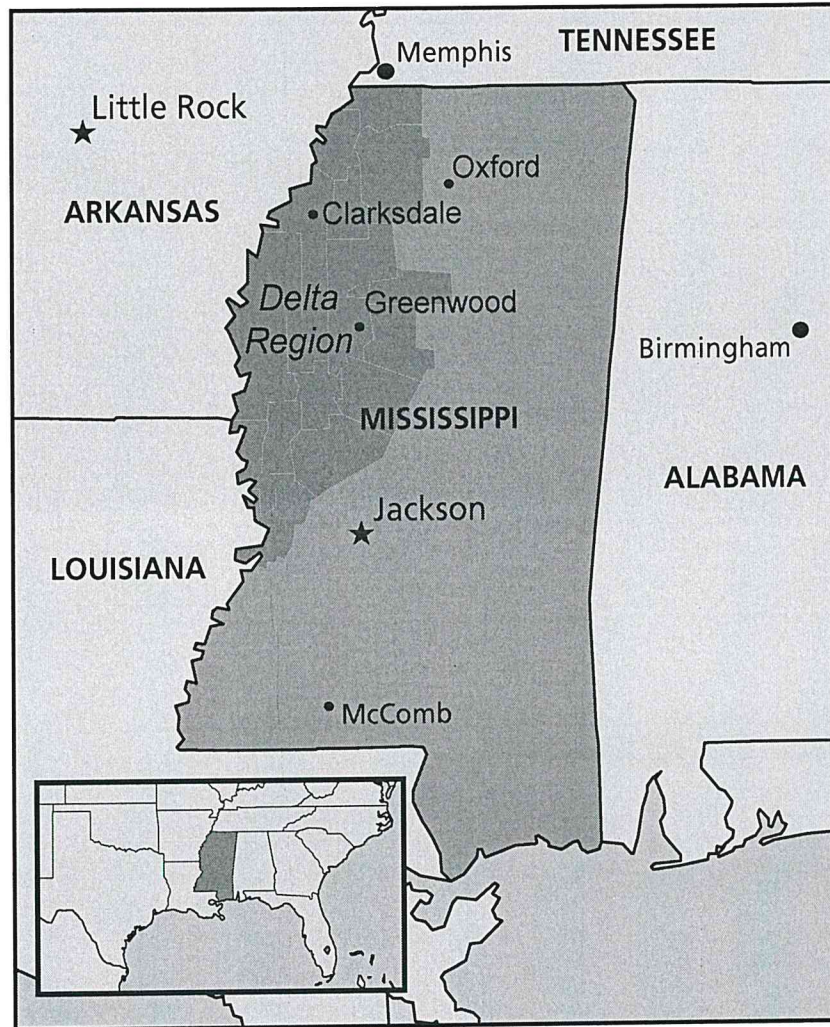 TENNESSEE
Memphis
Little Rock
Oxford
ARKANSAS
Clarksdale
Delta
Region
Greenwood
Birmingham
MISSISSIPPI
ALABAMA
Jackson
LOUISIANA
McComb